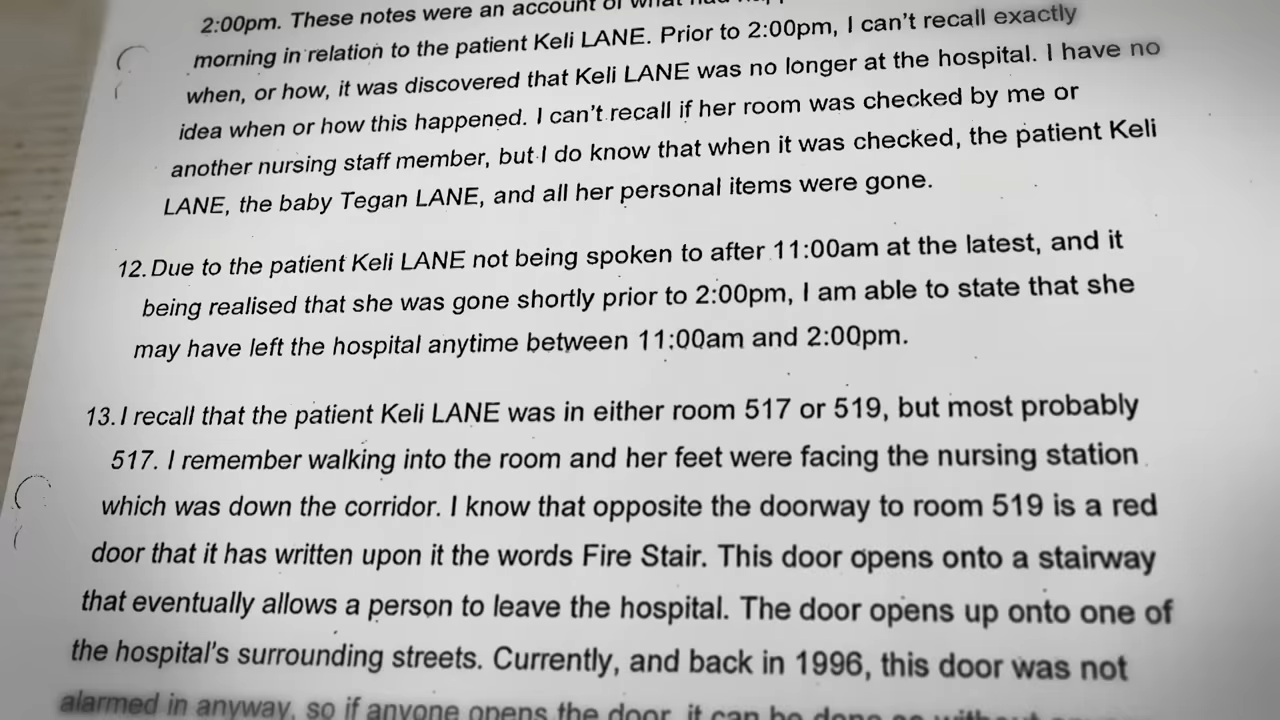 2:00pm. These notes were an account of what had
morning in relation to the patient Keli LANE. Prior to 2:00pm, I can't recall exactly
when, or how, it was discovered that Keli LANE was no longer at the hospital. I have no
idea when or how this happened. I can't recall if her room was checked by me or
another nursing staff member, but I do know that when it was checked, the patient Keli
LANE, the baby Tegan LANE, and all her personal items were gone.
12. Due to the patient Keli LANE not being spoken to after 11:00am at the latest, and it
being realised that she was gone shortly prior to 2:00pm, I am able to state that she
may have left the hospital anytime between 11:00am and 2:00pm.
13. I recall that the patient Keli LANE was in either room 517 or 519, but most probably
517. I remember walking into the room and her feet were facing the nursing station
which was down the corridor. I know that opposite the doorway to room 519 is a red
door that it has written upon it the words Fire Stair. This door opens onto a stairway
that eventually allows a person to leave the hospital. The door opens up onto one of
the hospital's surrounding streets. Currently, and back in 1996, this door was not
alarmed in anyway, so if anyone opens the door, it can be done so